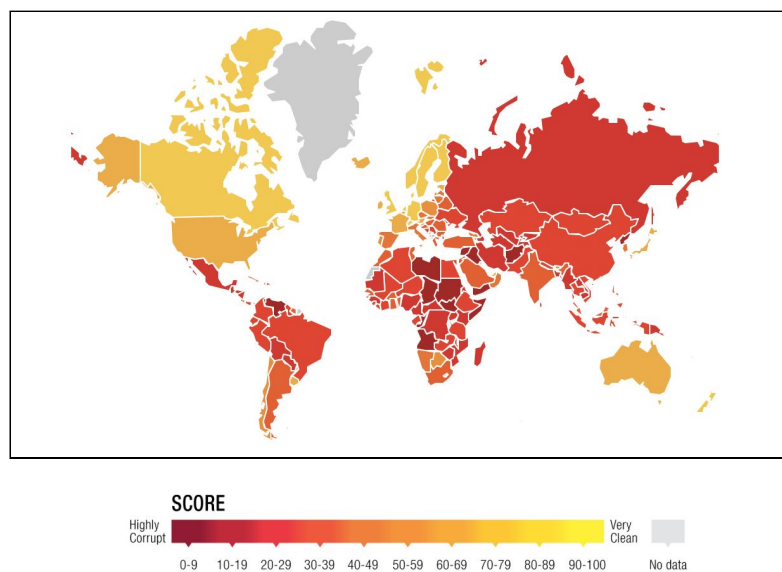 SCORE
Highly
Corrupt
Very
Clean
0-9 10-19 20-29 30-39 40-49 50-59 60-69 70-79 80-89 90-100 No data